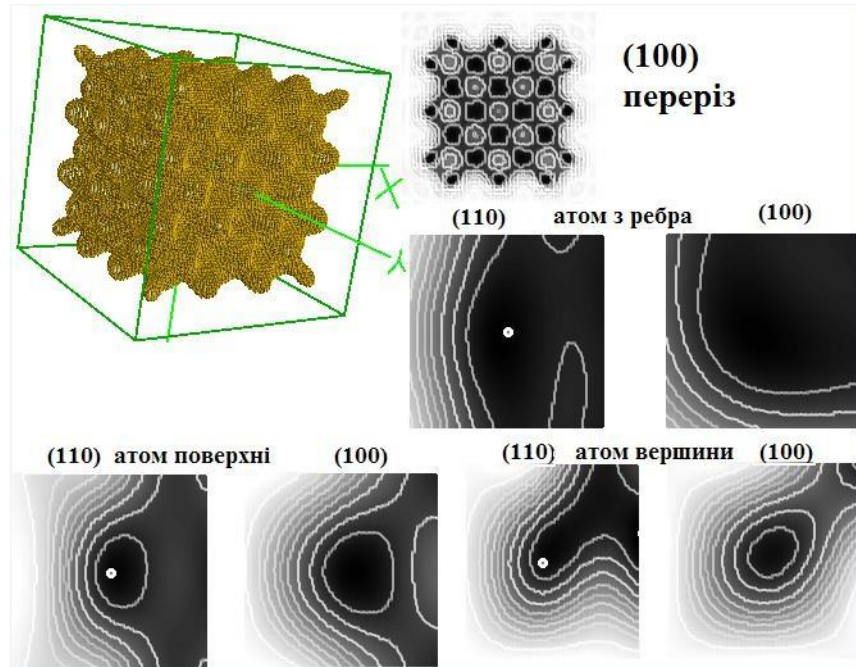 (100)
переріз
X
Y
(110) атом з ребра (100)
(110) атом поверхні (100)
(110) атом вершини (100)